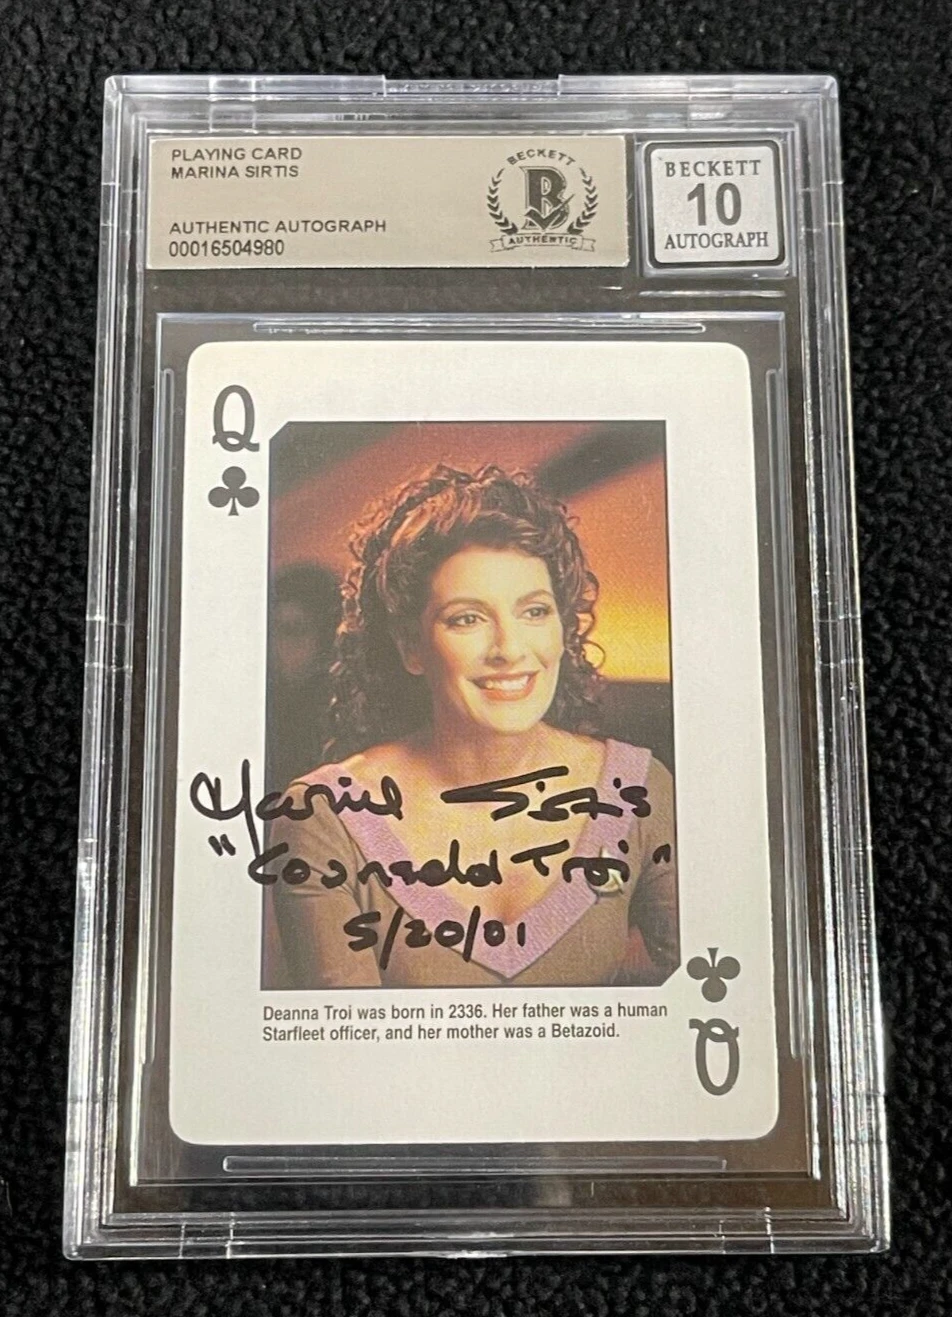 PLAYING CARD
MARINA SIRTIS
AUTHENTIC AUTOGRAPH
00016504980
BECKETT
B
AUTHENTIC
BECKETT
10
AUTOGRAPH
Q
Marina Sirtis
"Counselor Troi"
5/20/01
Deanna Troi was born in 2336. Her father was a human
Starfleet officer, and her mother was a Betazoid.
Q